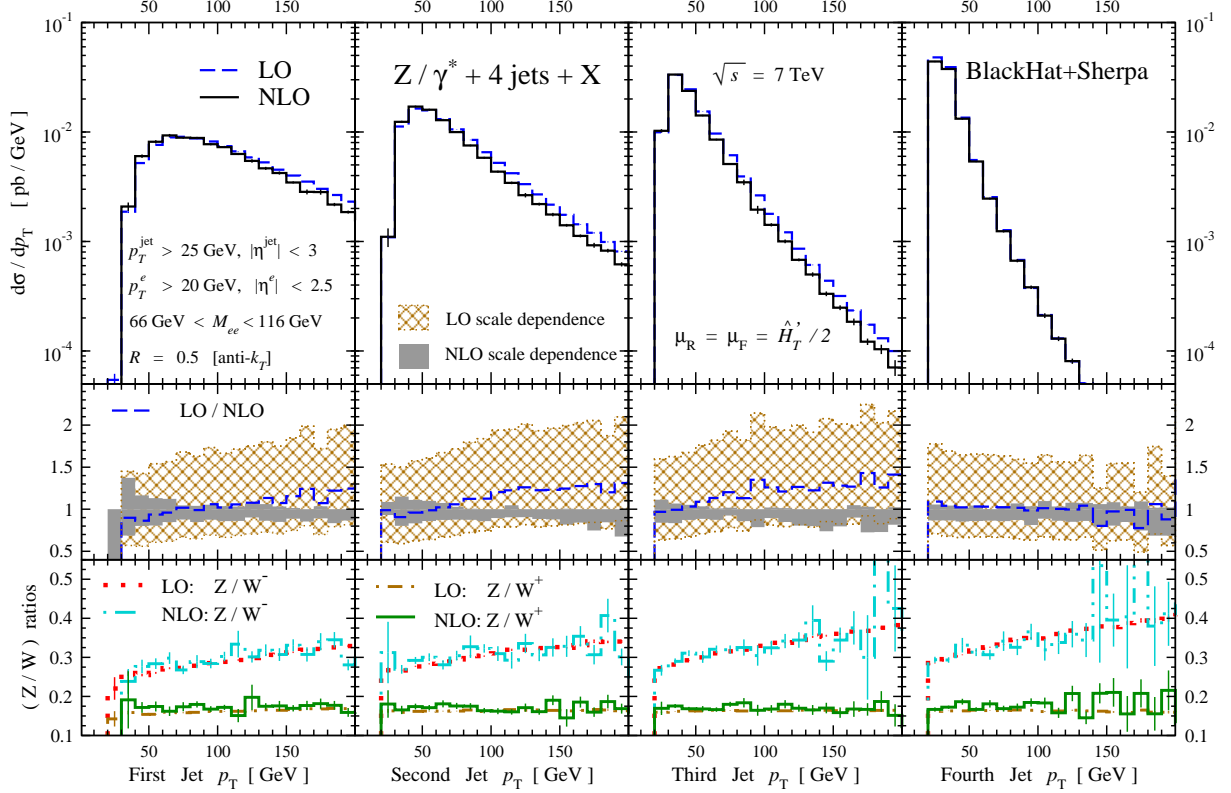 50 100 150 50 100 150 50 100 150 50 100 150
10^-1 10^-1
10^-2 10^-2
10^-3 10^-3
10^-4 10^-4
dσ / dp_T [ pb / GeV ]
LO
NLO
Z / γ^* + 4 jets + X
√s = 7 TeV
BlackHat+Sherpa
p_T^jet > 25 GeV, |η^jet| < 3
p_T^e > 20 GeV, |η^e| < 2.5
66 GeV < M_ee < 116 GeV
R = 0.5 [anti-k_T]
LO scale dependence
NLO scale dependence
μ_R = μ_F = Ĥ_T' / 2
LO / NLO
2 2
1.5 1.5
1 1
0.5 0.5
LO: Z / W^-
NLO: Z / W^-
LO: Z / W^+
NLO: Z / W^+
( Z / W ) ratios
0.5 0.5
0.4 0.4
0.3 0.3
0.2 0.2
0.1 0.1
50 100 150 50 100 150 50 100 150 50 100 150
First Jet p_T [ GeV ] Second Jet p_T [ GeV ] Third Jet p_T [ GeV ] Fourth Jet p_T [ GeV ]